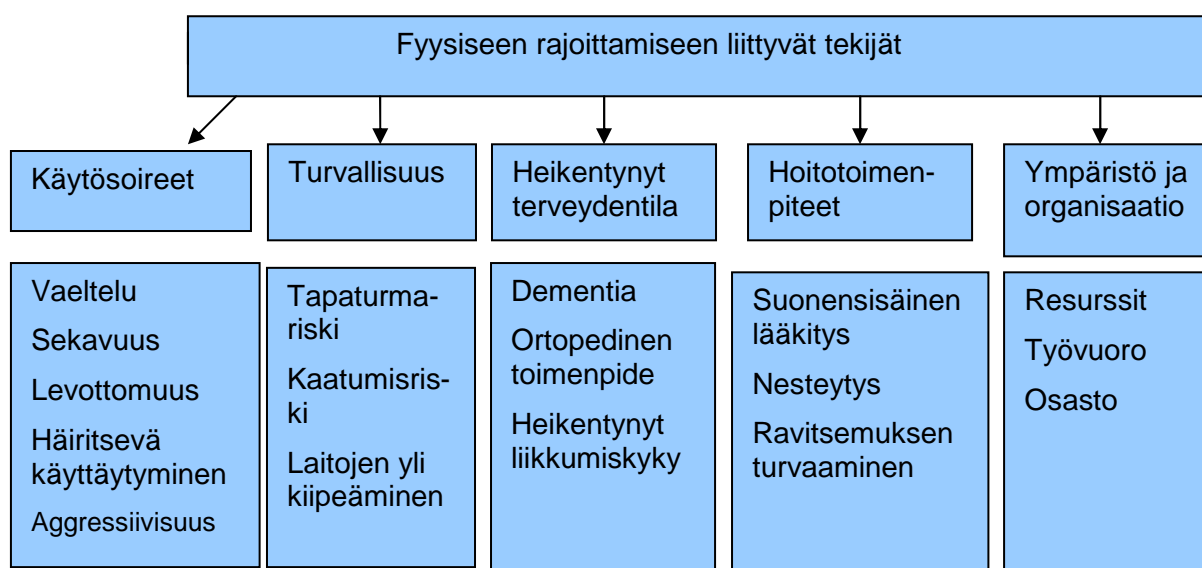 Fyysiseen rajoittamiseen liittyvät tekijät
Käytösoireet
Turvallisuus
Heikentynyt
terveydentila
Hoitotoimen-
piteet
Ympäristö ja
organisaatio
Vaeltelu
Sekavuus
Levottomuus
Häiritsevä
käyttäytyminen
Aggressiivisuus
Tapaturma-
riski
Kaatumisris-
ki
Laitojen yli
kiipeäminen
Dementia
Ortopedinen
toimenpide
Heikentynyt
liikkumiskyky
Suonensisäinen
lääkitys
Nesteytys
Ravitsemuksen
turvaaminen
Resurssit
Työvuoro
Osasto